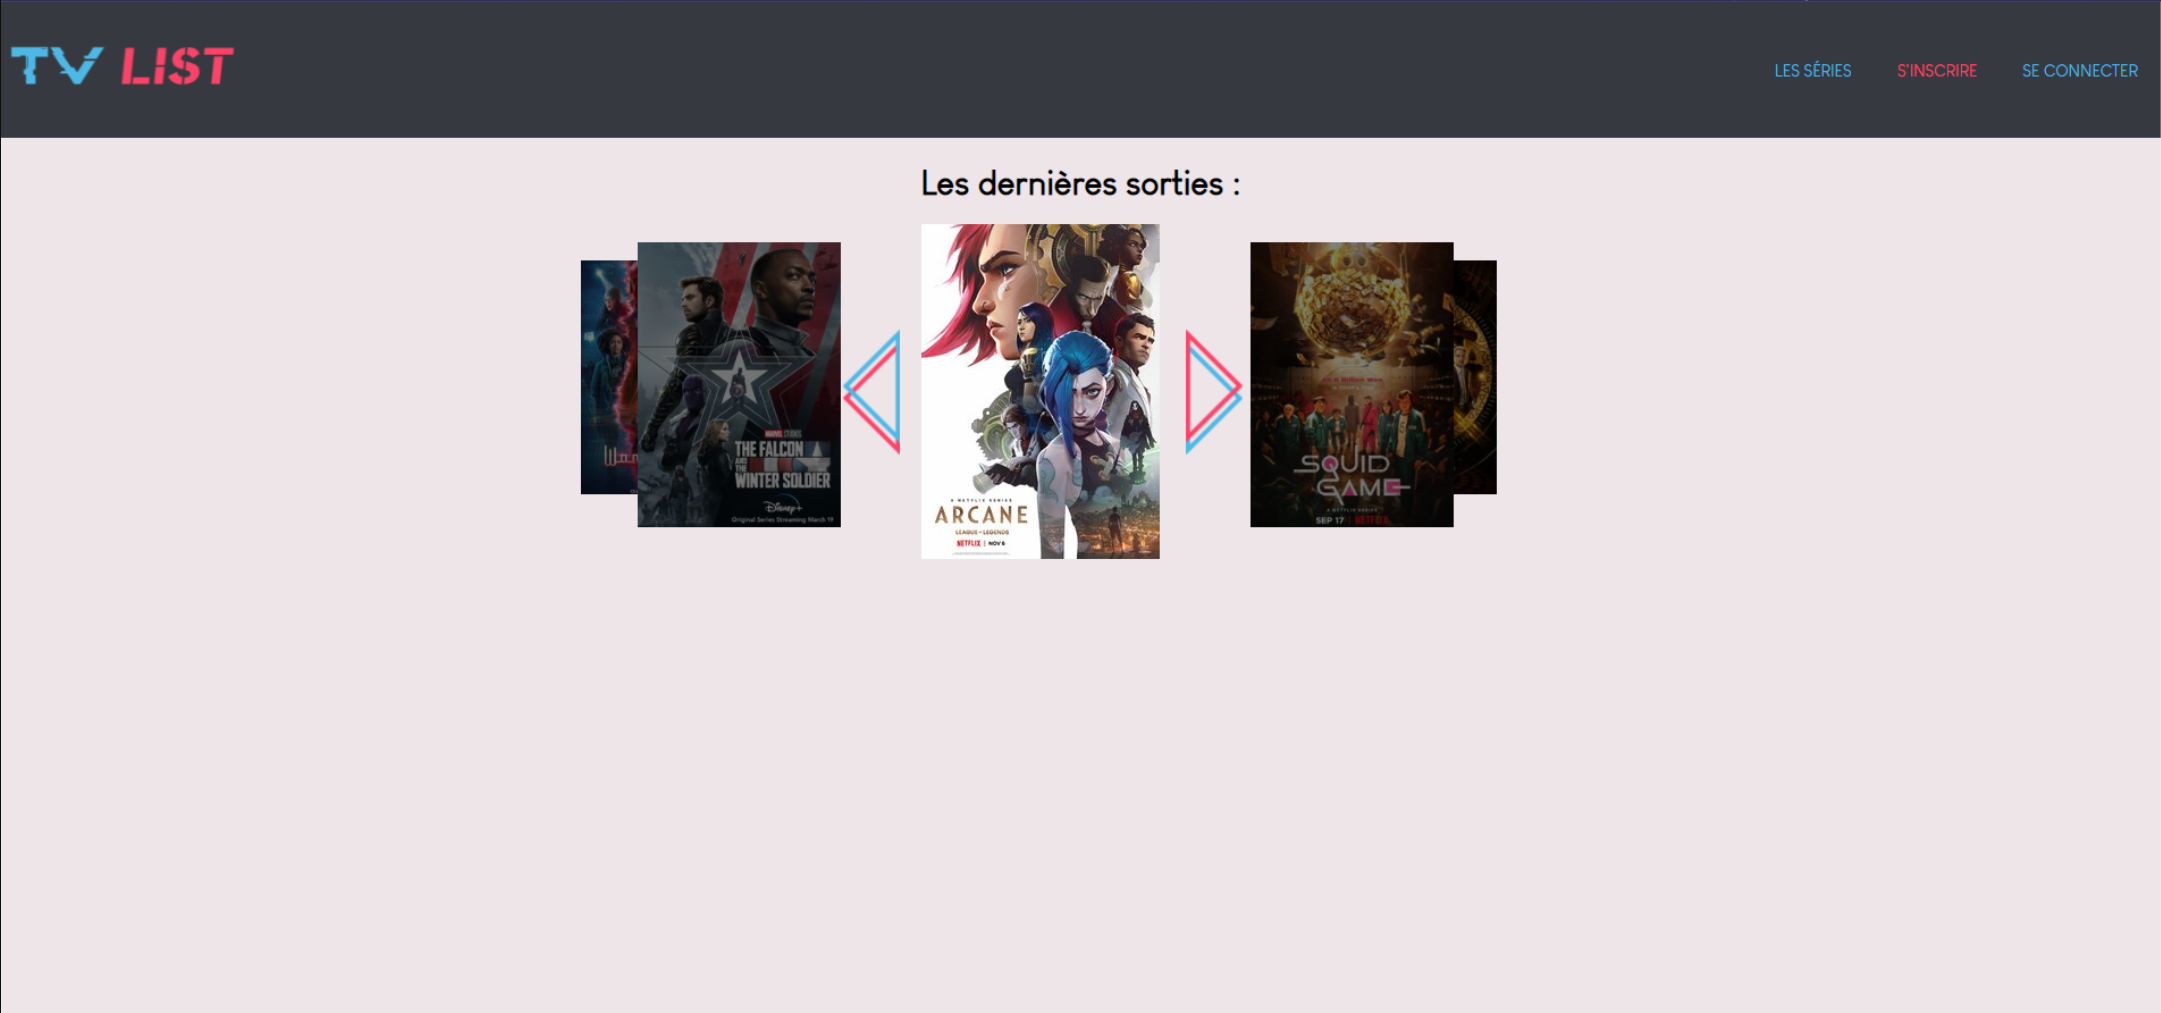 TV LIST
LES SÉRIES
S'INSCRIRE
SE CONNECTER
Les dernières sorties :
MARVEL STUDIOS
THE FALCON
AND THE
WINTER SOLDIER
Disney+
Original Series Streaming March 19
A NETFLIX SERIES
ARCANE
LEAGUE OF LEGENDS
NETFLIX | NOV 6
SQUID
GAME
A NETFLIX SERIES
SEP 17 | NETFLIX